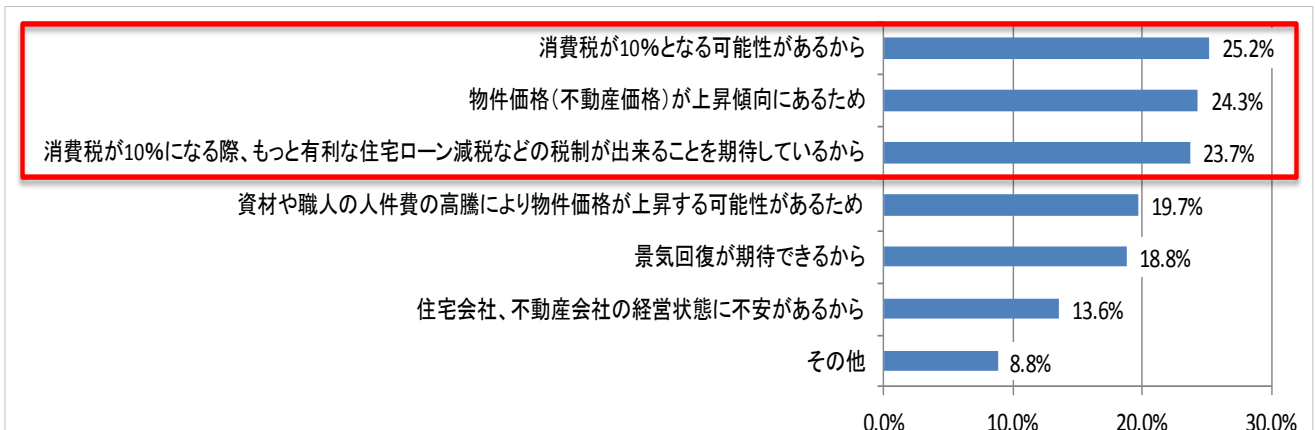 消費税が10%となる可能性があるから 25.2%
物件価格(不動産価格)が上昇傾向にあるため 24.3%
消費税が10%になる際、もっと有利な住宅ローン減税などの税制が出来ることを期待しているから 23.7%
資材や職人の人件費の高騰により物件価格が上昇する可能性があるため 19.7%
景気回復が期待できるから 18.8%
住宅会社、不動産会社の経営状態に不安があるから 13.6%
その他 8.8%
0.0% 10.0% 20.0% 30.0%